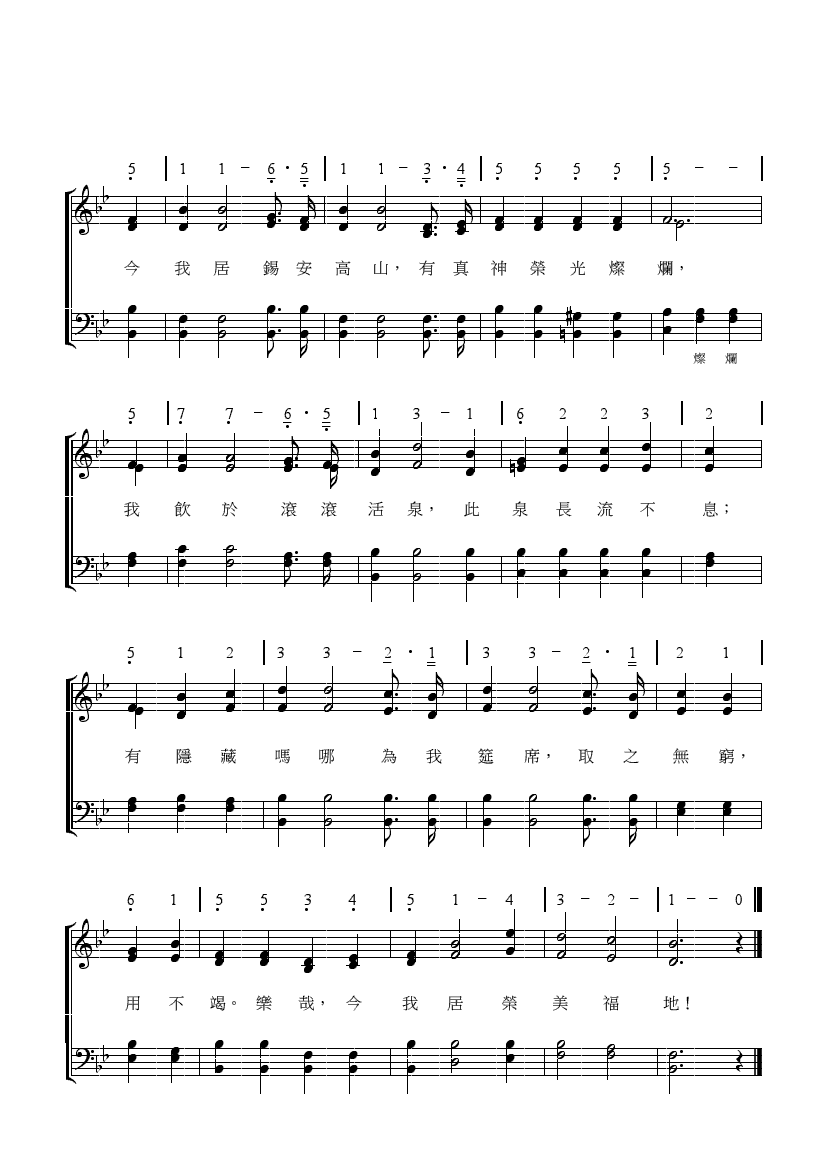 5 | 1 1 – 6 · 5 | 1 1 – 3 · 4 | 5 5 5 5 | 5 – – |
今 我 居 錫 安 高 山，有 真 神 榮 光 燦 爛，
燦 爛
5 | 7 7 – 6 · 5 | 1 3 – 1 | 6 2 2 3 | 2 |
我 飲 於 滾 滾 活 泉，此 泉 長 流 不 息；
5 1 2 | 3 3 – 2 · 1 | 3 3 – 2 · 1 | 2 1 |
有 隱 藏 嗎 哪 為 我 筵 席，取 之 無 窮，
6 1 | 5 5 3 4 | 5 1 – 4 | 3 – 2 – | 1 – – 0
用 不 竭。樂 哉，今 我 居 榮 美 福 地！